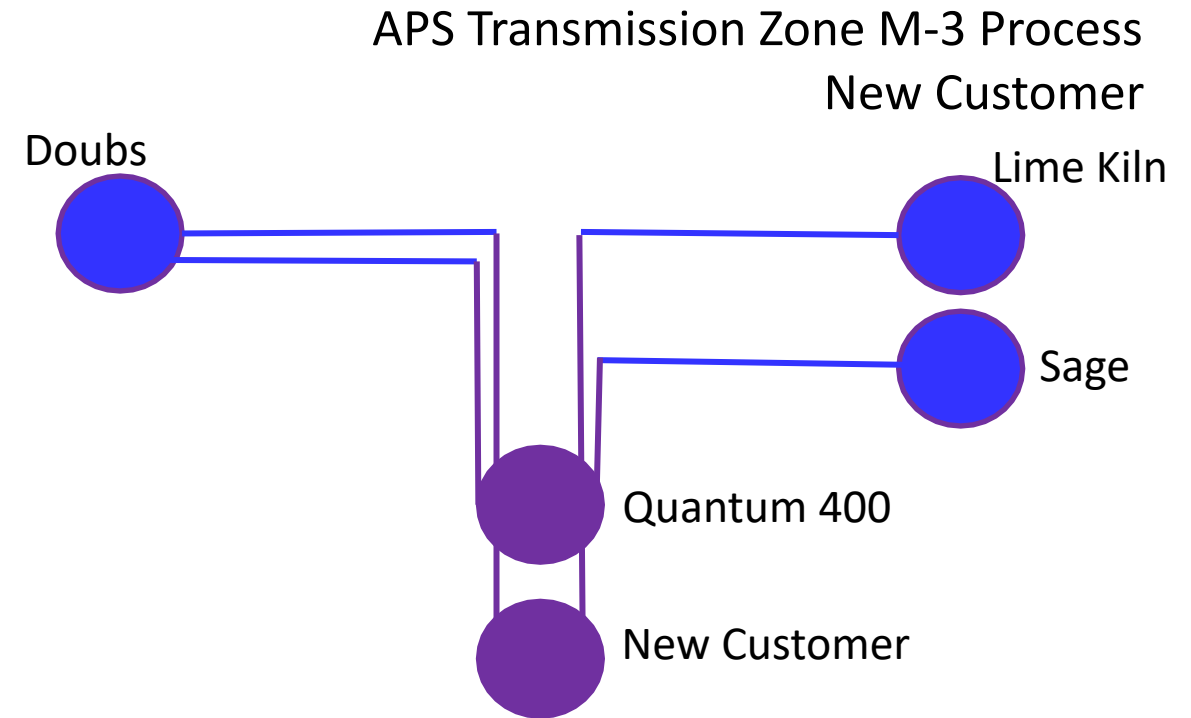 APS Transmission Zone M-3 Process
New Customer
Doubs
Lime Kiln
Sage
Quantum 400
New Customer